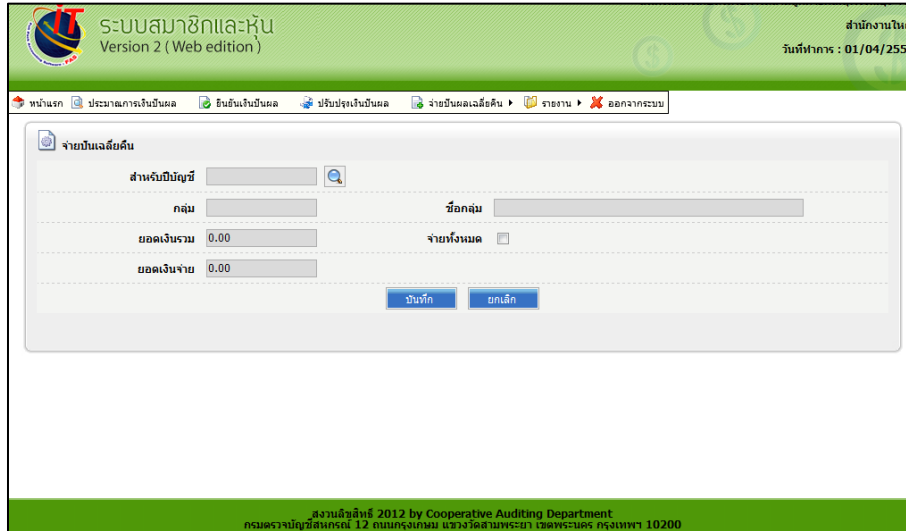 iT
ระบบสมาชิกและหุ้น
Version 2 ( Web edition )
สำนักงานให
วันที่ทำการ : 01/04/255
หน้าแรก ประมาณการเงินปันผล ยืนยันเงินปันผล ปรับปรุงเงินปันผล จ่ายปันผลเฉลี่ยคืน รายงาน ออกจากระบบ
จ่ายปันเฉลี่ยคืน
สำหรับปีบัญชี
กลุ่ม ชื่อกลุ่ม
ยอดเงินรวม 0.00 จ่ายทั้งหมด
ยอดเงินจ่าย 0.00
บันทึก ยกเลิก
สงวนลิขสิทธิ์ 2012 by Cooperative Auditing Department
กรมตรวจบัญชีสหกรณ์ 12 ถนนกรุงเกษม แขวงวัดสามพระยา เขตพระนคร กรุงเทพฯ 10200